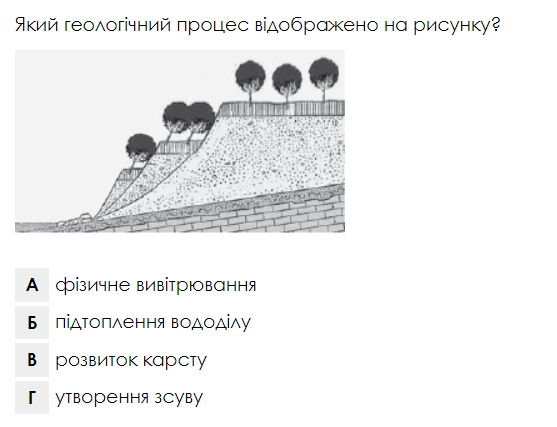 Який геологічний процес відображено на рисунку?
А фізичне вивітрювання
Б підтоплення вододілу
В розвиток карсту
Г утворення зсуву